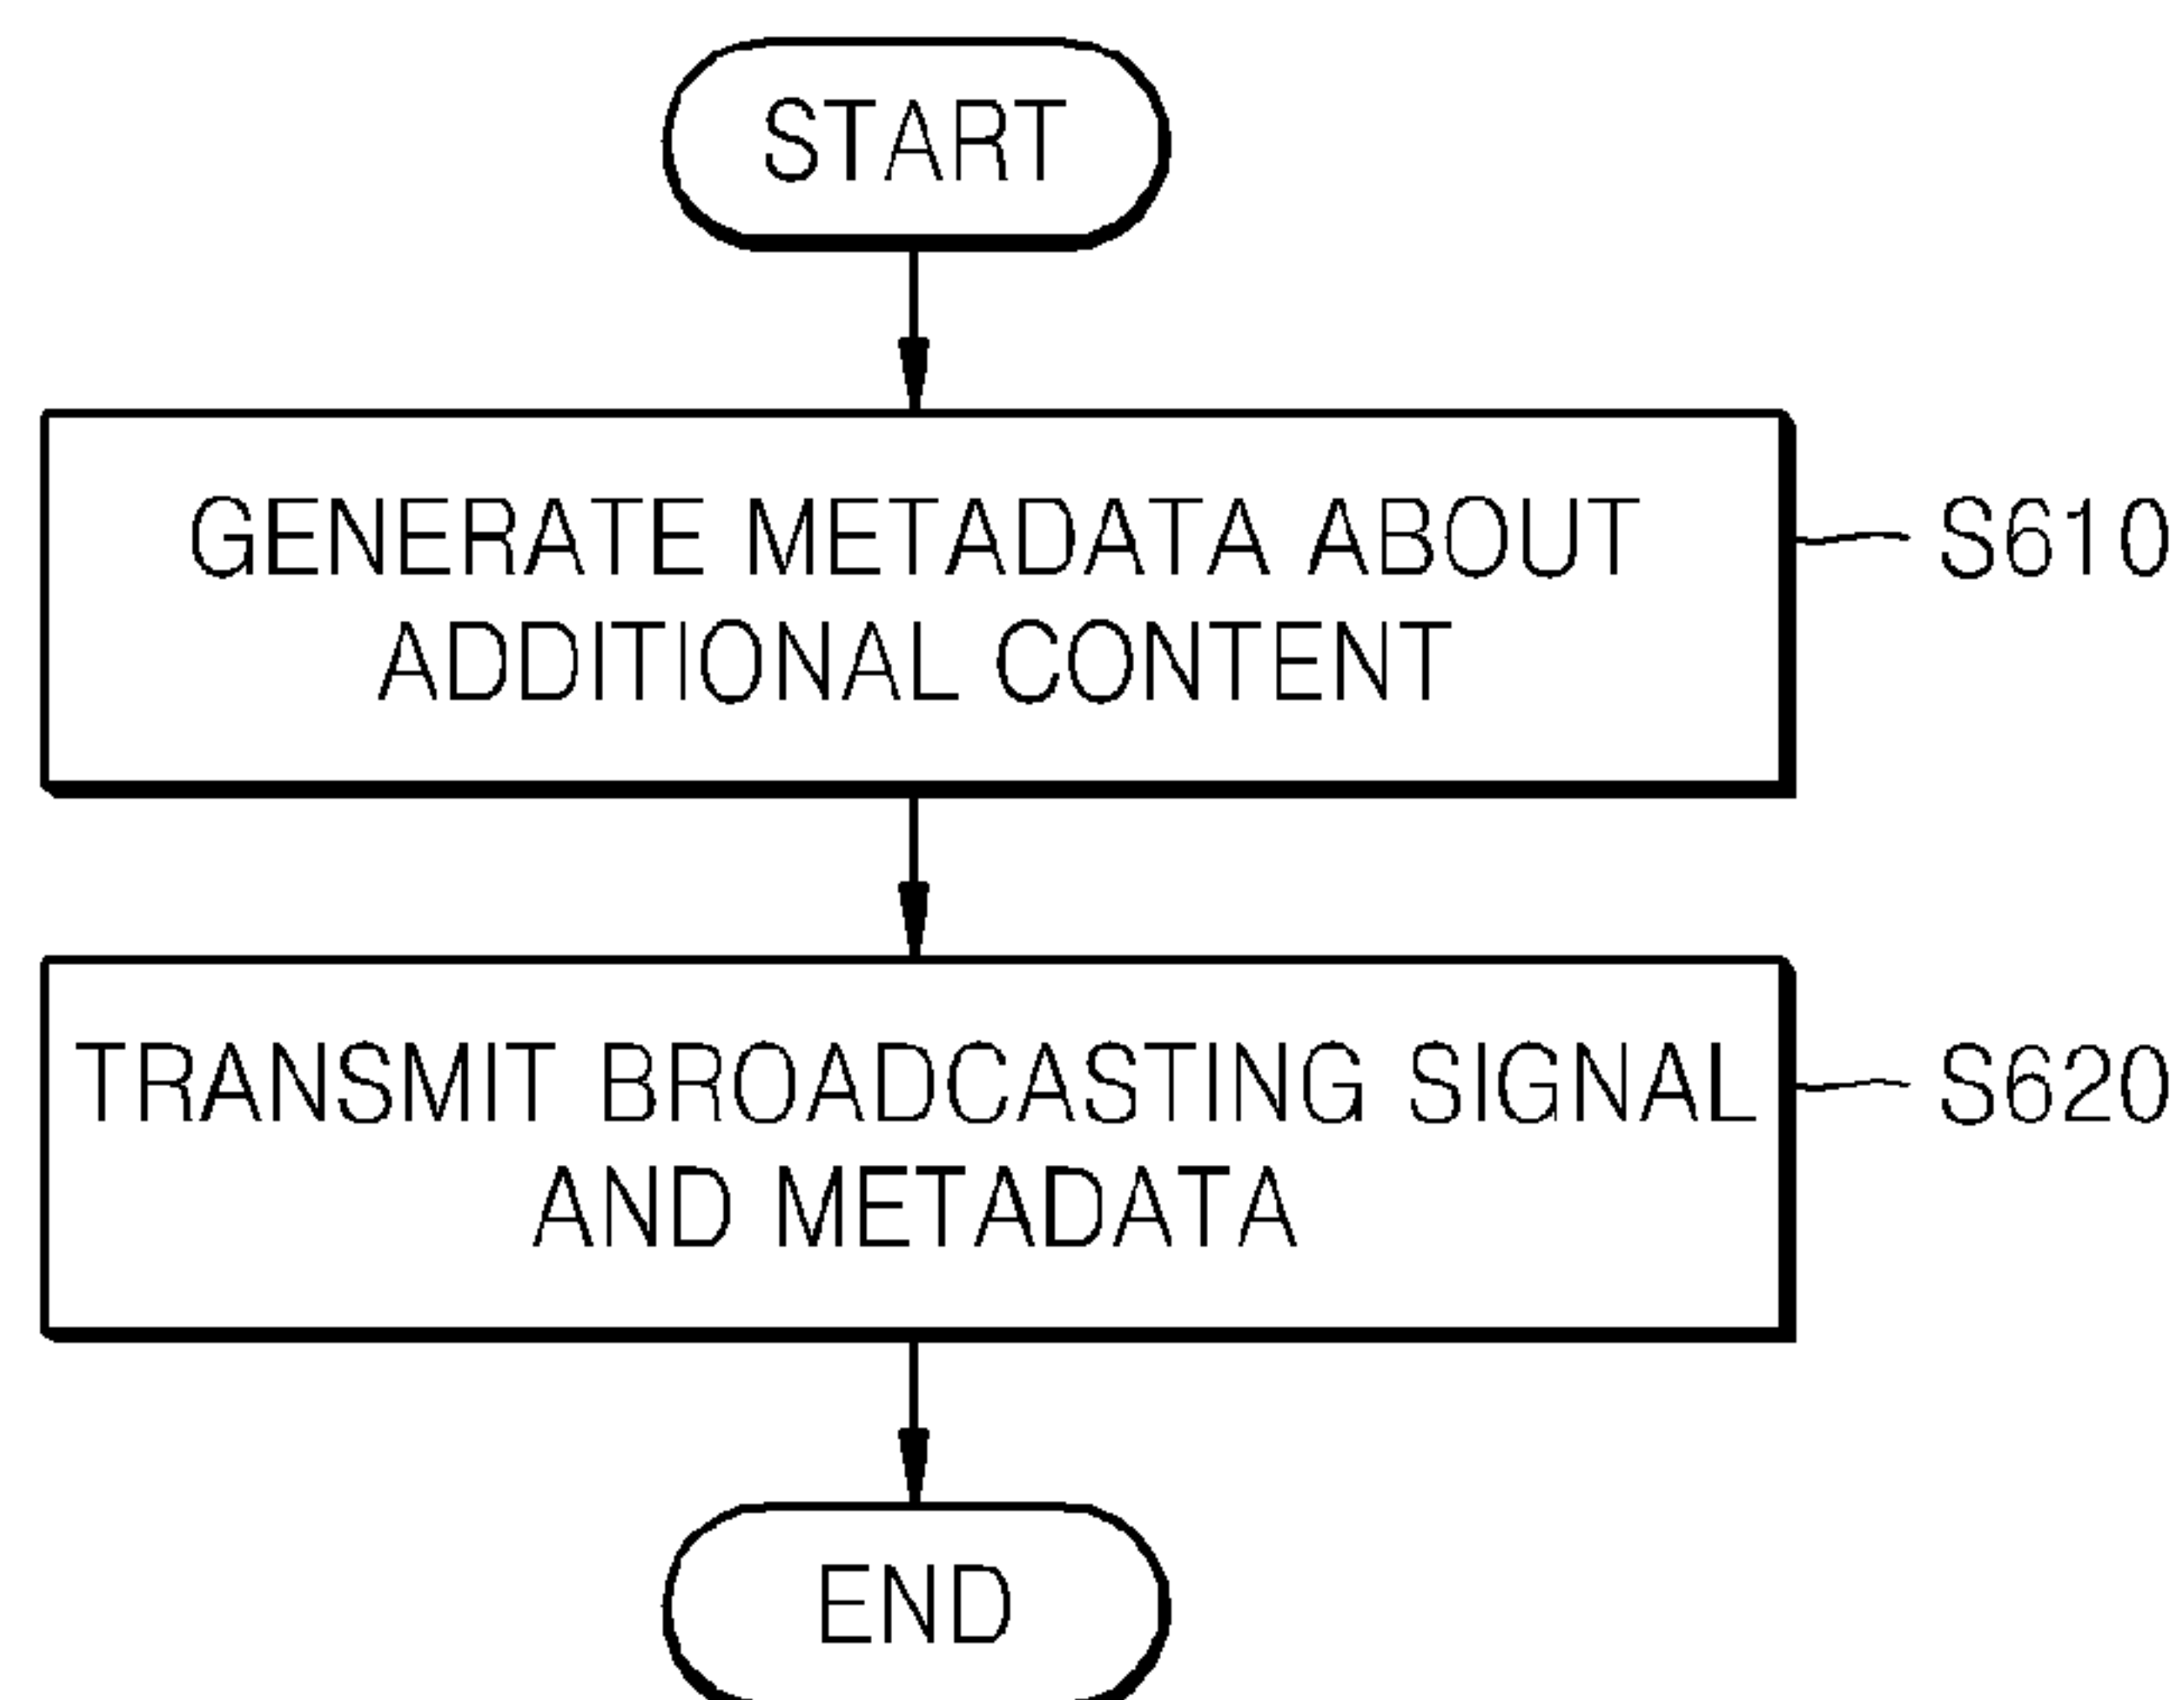 START
GENERATE METADATA ABOUT
ADDITIONAL CONTENT
S610
TRANSMIT BROADCASTING SIGNAL
AND METADATA
S620
END